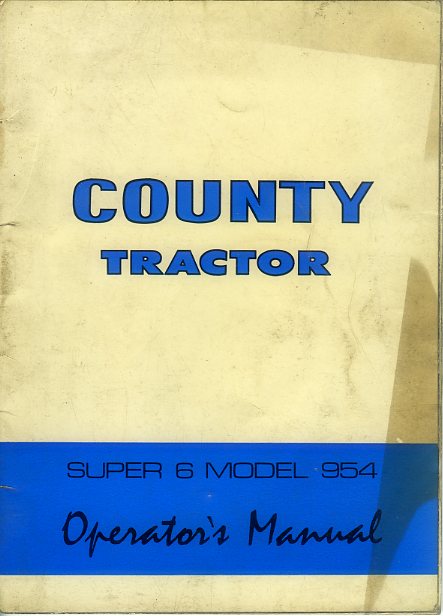 COUNTY
TRACTOR
SUPER 6 MODEL 954
Operator's Manual